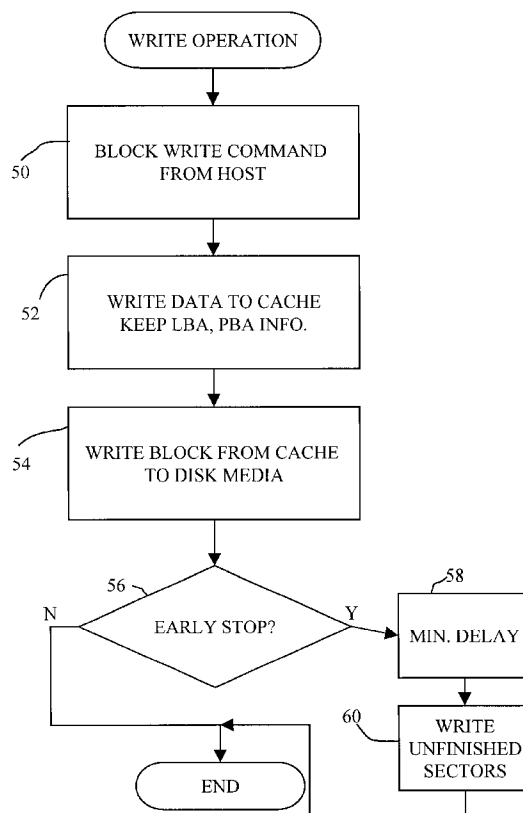 WRITE OPERATION
50
BLOCK WRITE COMMAND
FROM HOST
52
WRITE DATA TO CACHE
KEEP LBA, PBA INFO.
54
WRITE BLOCK FROM CACHE
TO DISK MEDIA
56
58
N
EARLY STOP?
Y
MIN. DELAY
60
WRITE
UNFINISHED
SECTORS
END